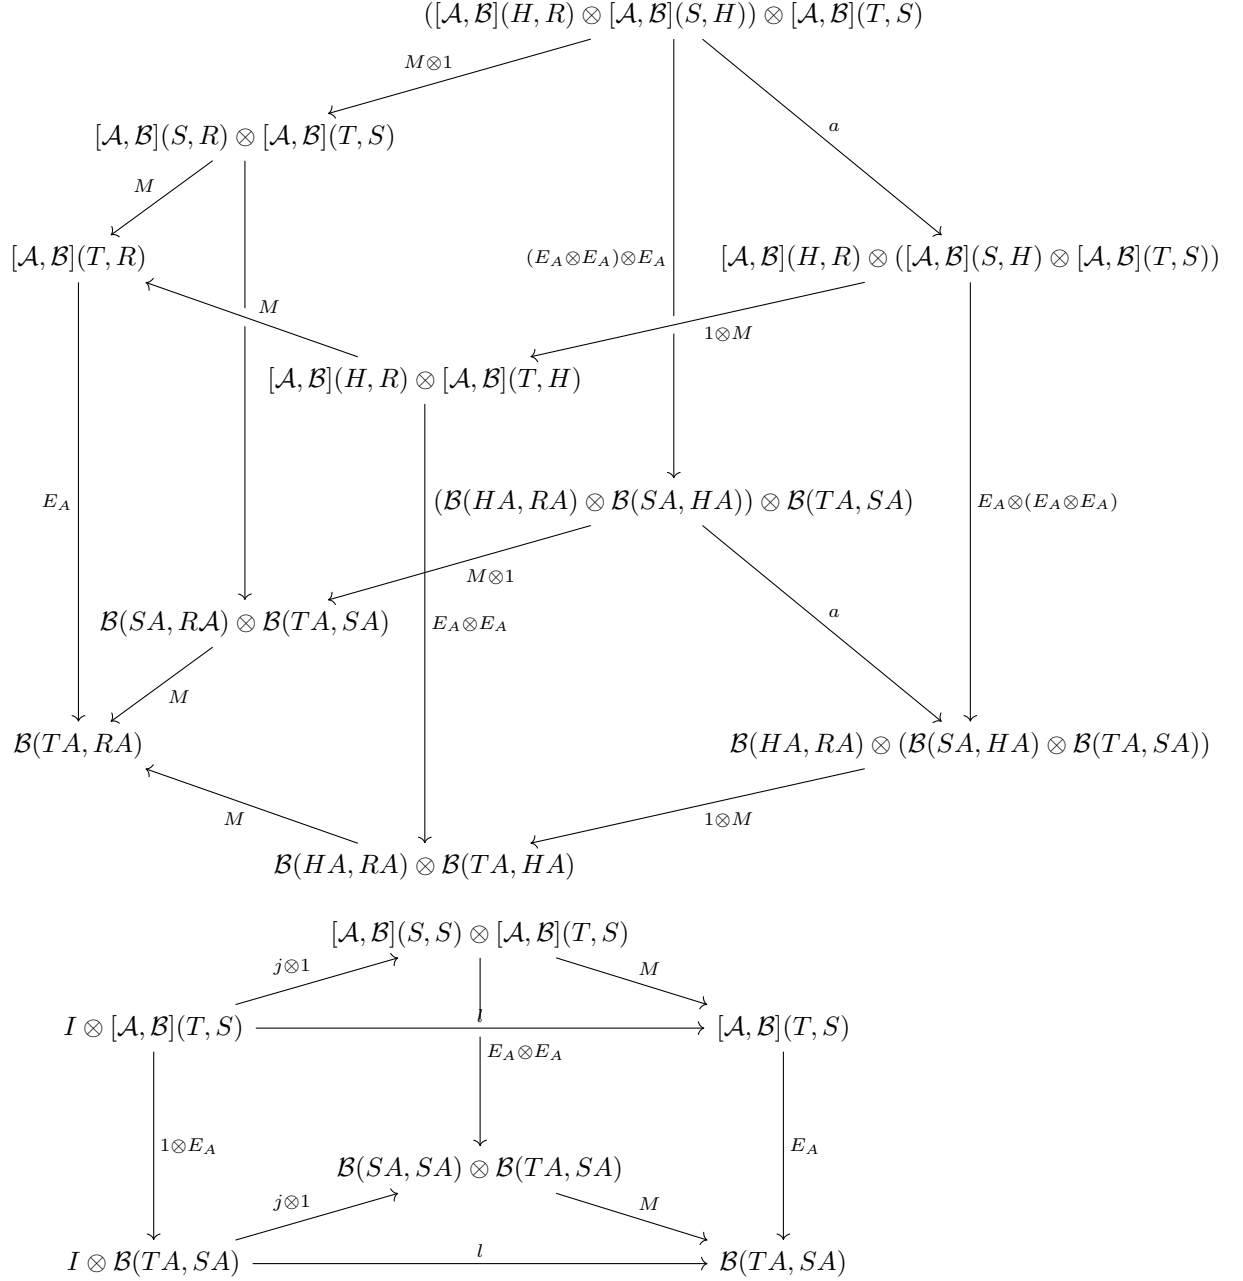 ([𝒜, ℬ](H, R) ⊗ [𝒜, ℬ](S, H)) ⊗ [𝒜, ℬ](T, S)
M⊗1
a
[𝒜, ℬ](S, R) ⊗ [𝒜, ℬ](T, S)
M
[𝒜, ℬ](T, R)
(E_A⊗E_A)⊗E_A
[𝒜, ℬ](H, R) ⊗ ([𝒜, ℬ](S, H) ⊗ [𝒜, ℬ](T, S))
M
1⊗M
[𝒜, ℬ](H, R) ⊗ [𝒜, ℬ](T, H)
E_A
(ℬ(HA, RA) ⊗ ℬ(SA, HA)) ⊗ ℬ(TA, SA)
E_A⊗(E_A⊗E_A)
M⊗1
ℬ(SA, R𝒜) ⊗ ℬ(TA, SA)
E_A⊗E_A
a
M
ℬ(TA, RA)
ℬ(HA, RA) ⊗ (ℬ(SA, HA) ⊗ ℬ(TA, SA))
M
1⊗M
ℬ(HA, RA) ⊗ ℬ(TA, HA)
[𝒜, ℬ](S, S) ⊗ [𝒜, ℬ](T, S)
j⊗1
M
I ⊗ [𝒜, ℬ](T, S)
l
[𝒜, ℬ](T, S)
E_A⊗E_A
1⊗E_A
E_A
ℬ(SA, SA) ⊗ ℬ(TA, SA)
j⊗1
M
I ⊗ ℬ(TA, SA)
l
ℬ(TA, SA)